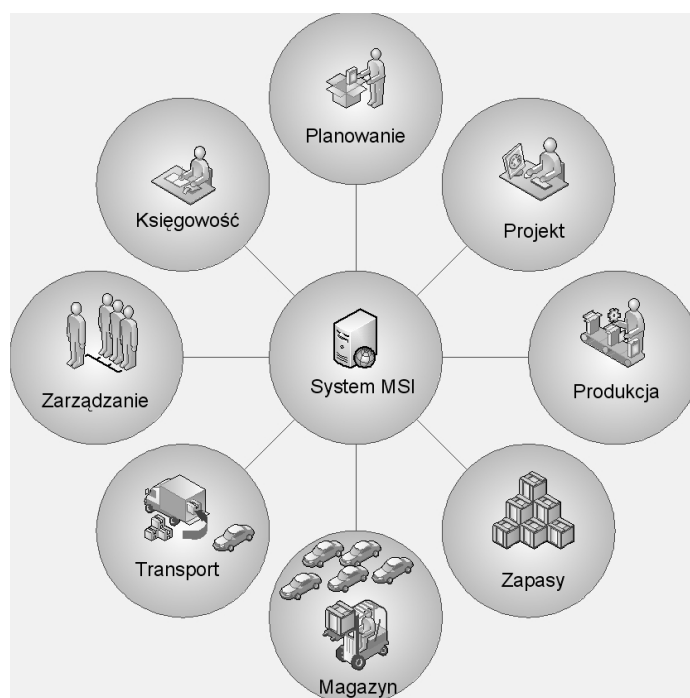 Planowanie
Księgowość
Projekt
Zarządzanie
System MSI
Produkcja
Transport
Zapasy
Magazyn